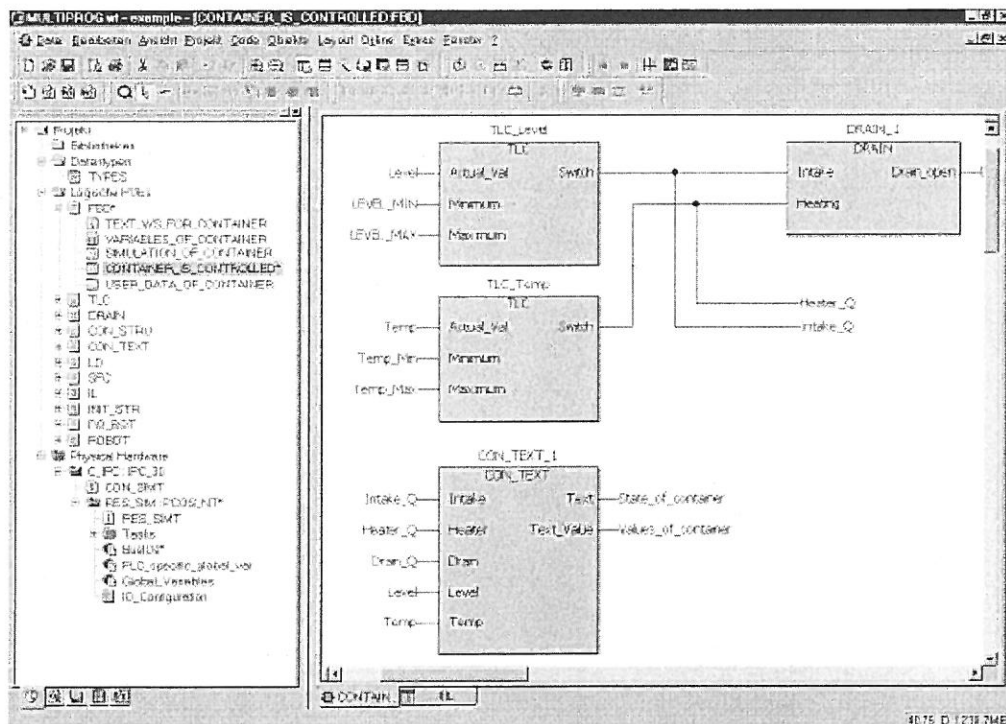 MULTIPROG wt - example - [CONTAINER_IS_CONTROLLED:FBD]
Datei Bearbeiten Ansicht Projekt Code Objekte Layout Online Extras Fenster ?
Projekt
Bibliotheken
Datentypen
TYPES
Logische POEs
FBD*
TEXT_WS_FOR_CONTAINER
VARIABLES_OF_CONTAINER
SIMULATION_OF_CONTAINER
CONTAINER_IS_CONTROLLED*
USER_DATA_OF_CONTAINER
TLC
DRAIN
CON_STRU
CON_TEXT
LD
SFC
IL
INIT_STR
ROBOT
Physical Hardware
C_IPC: IPC_30
CON_SIMT
RES_SIMT
Tasks
PLC_specific_global_var
Global_Variables
IO_Configuration
TLC_Level
TLC
Level Actual_Val Switch
LEVEL_MIN Minimum
LEVEL_MAX Maximum
DRAIN_1
DRAIN
Intake Drain_open
Heating
TLC_Temp
TLC
Temp Actual_Val Switch
Temp_Min Minimum
Temp_Max Maximum
Heater_Q
Intake_Q
CON_TEXT_1
CON_TEXT
Intake_Q Intake Text State_of_container
Heater_Q Heater Text_Value Values_of_container
Drain_Q Drain
Level Level
Temp Temp
CONTAIN